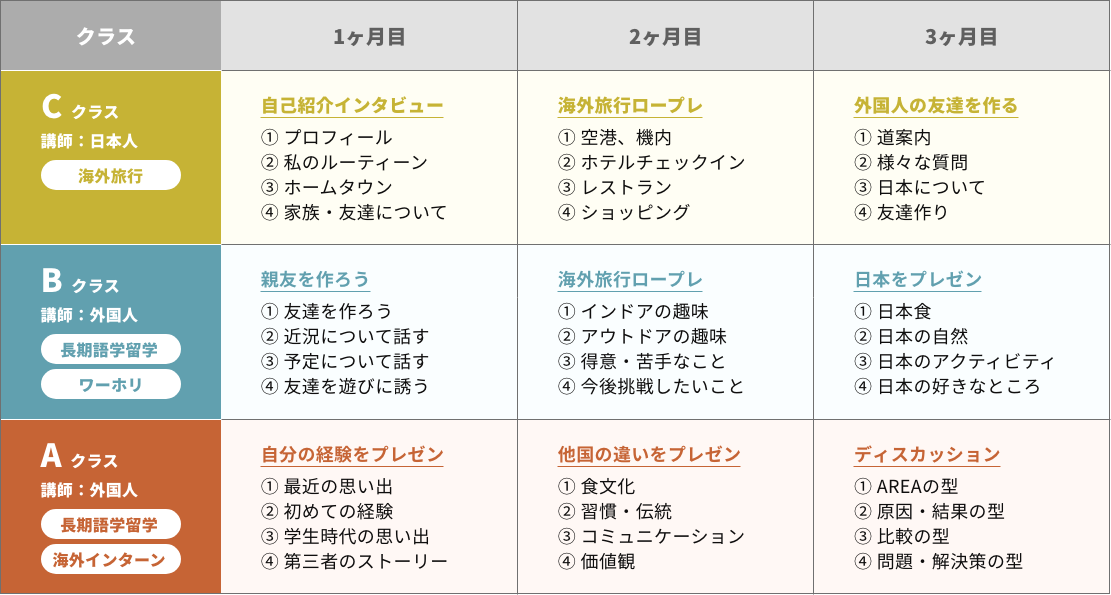 クラス
1ヶ月目
2ヶ月目
3ヶ月目
C クラス
講師：日本人
海外旅行
自己紹介インタビュー
① プロフィール
② 私のルーティーン
③ ホームタウン
④ 家族・友達について
海外旅行ロープレ
① 空港、機内
② ホテルチェックイン
③ レストラン
④ ショッピング
外国人の友達を作る
① 道案内
② 様々な質問
③ 日本について
④ 友達作り
B クラス
講師：外国人
長期語学留学
ワーホリ
親友を作ろう
① 友達を作ろう
② 近況について話す
③ 予定について話す
④ 友達を遊びに誘う
海外旅行ロープレ
① インドアの趣味
② アウトドアの趣味
③ 得意・苦手なこと
④ 今後挑戦したいこと
日本をプレゼン
① 日本食
② 日本の自然
③ 日本のアクティビティ
④ 日本の好きなところ
A クラス
講師：外国人
長期語学留学
海外インターン
自分の経験をプレゼン
① 最近の思い出
② 初めての経験
③ 学生時代の思い出
④ 第三者のストーリー
他国の違いをプレゼン
① 食文化
② 習慣・伝統
③ コミュニケーション
④ 価値観
ディスカッション
① AREAの型
② 原因・結果の型
③ 比較の型
④ 問題・解決策の型